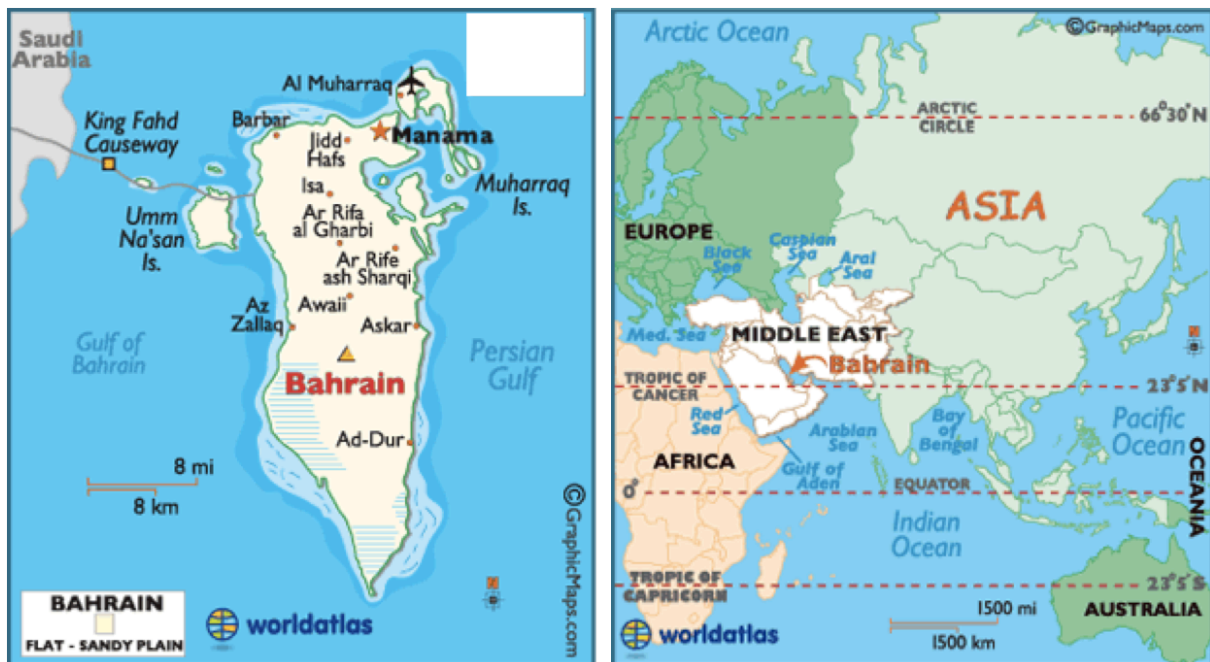 Saudi
Arabia
King Fahd
Causeway
Umm
Na'san
Is.
Al Muharraq
Barbar
Manama
Jidd
Hafs
Muharraq
Is.
Isa
Ar Rifa
al Gharbi
Ar Rife
ash Sharqi
Awaii
Az
Zallaq
Askar
Gulf of
Bahrain
Persian
Gulf
Bahrain
Ad-Dur
8 mi
8 km
BAHRAIN
FLAT - SANDY PLAIN
worldatlas
N
©GraphicMaps.com
©GraphicMaps.com
Arctic Ocean
ARCTIC
CIRCLE
66°30'N
ASIA
EUROPE
Caspian
Sea
Black
Sea
Aral
Sea
Med. Sea
MIDDLE EAST
Bahrain
N
TROPIC OF
CANCER
23°5'N
Red
Sea
Arabian
Sea
Bay
of
Bengal
Pacific
Ocean
AFRICA
Gulf of
Aden
OCEANIA
0°
EQUATOR
Indian
Ocean
TROPIC OF
CAPRICORN
23°5'S
AUSTRALIA
1500 mi
1500 km
worldatlas